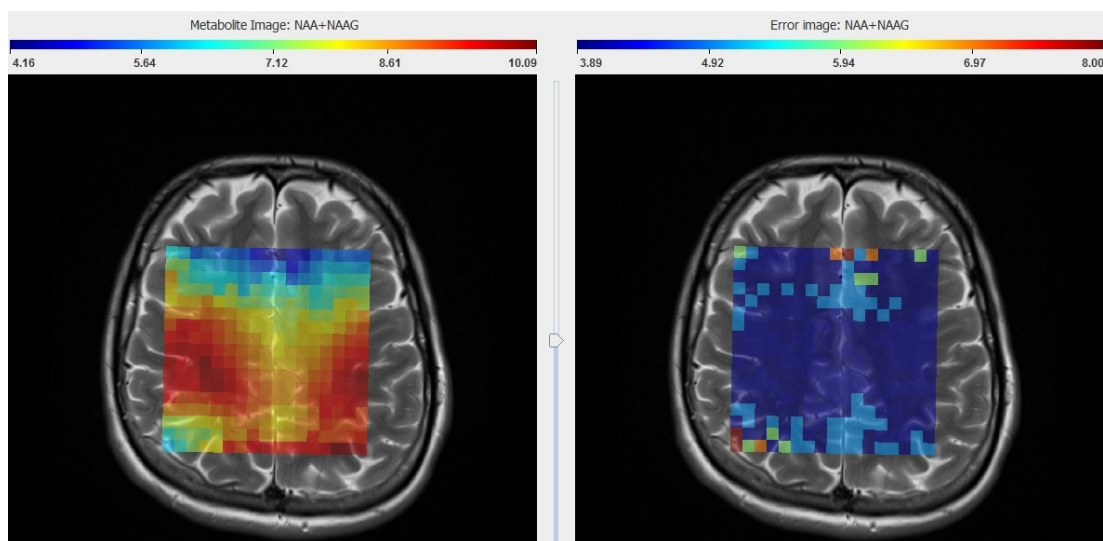 Metabolite Image: NAA+NAAG
4.16 5.64 7.12 8.61 10.09
Error image: NAA+NAAG
3.89 4.92 5.94 6.97 8.00